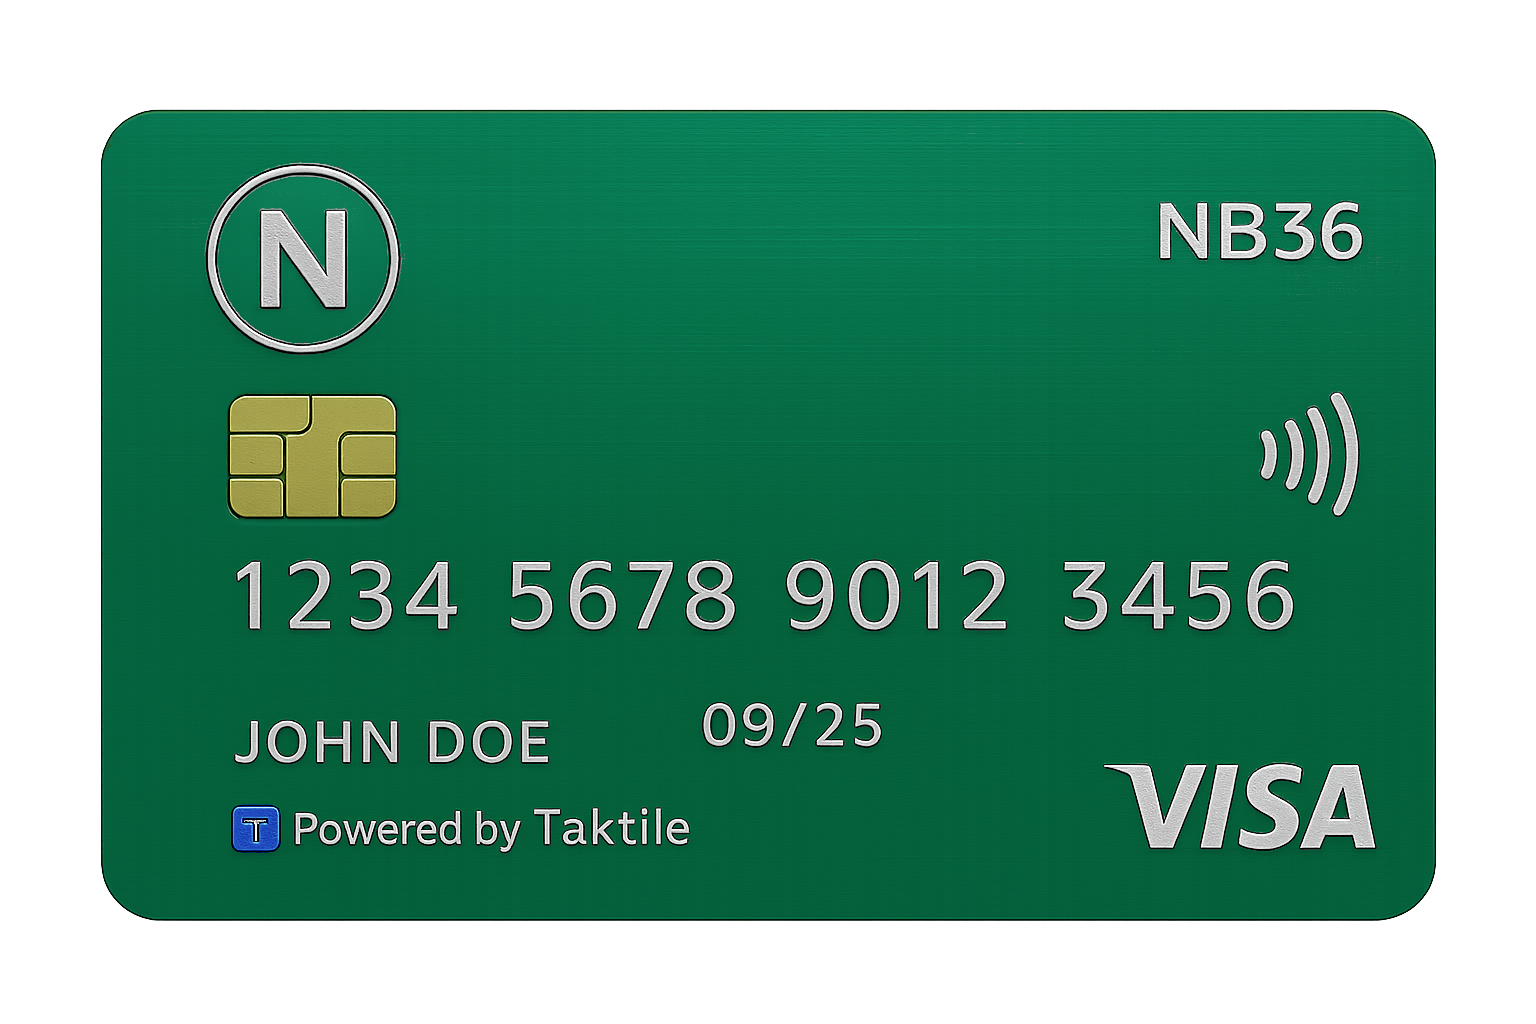 N
NB36
1234 5678 9012 3456
JOHN DOE
09/25
T Powered by Taktile
VISA